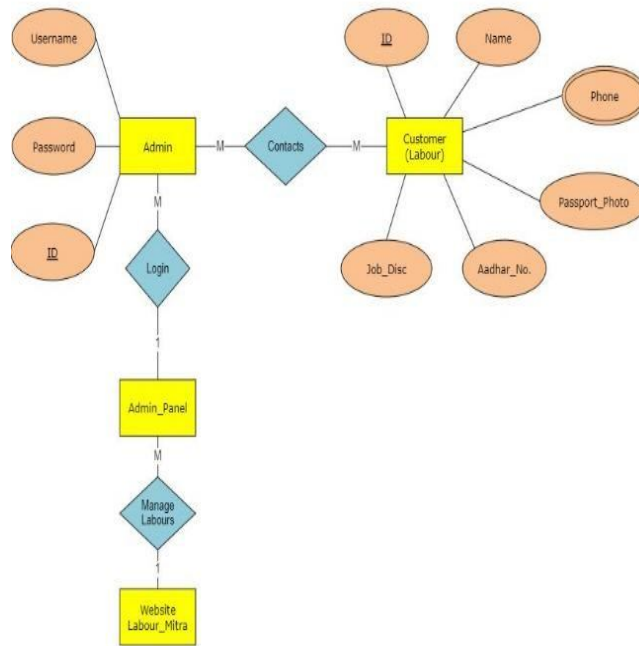 Username
Password
ID
Admin
M
Contacts
M
Customer
(Labour)
ID
Name
Phone
Passport_Photo
Aadhar_No.
Job_Disc
M
Login
1
Admin_Panel
M
Manage
Labours
1
Website
Labour_Mitra